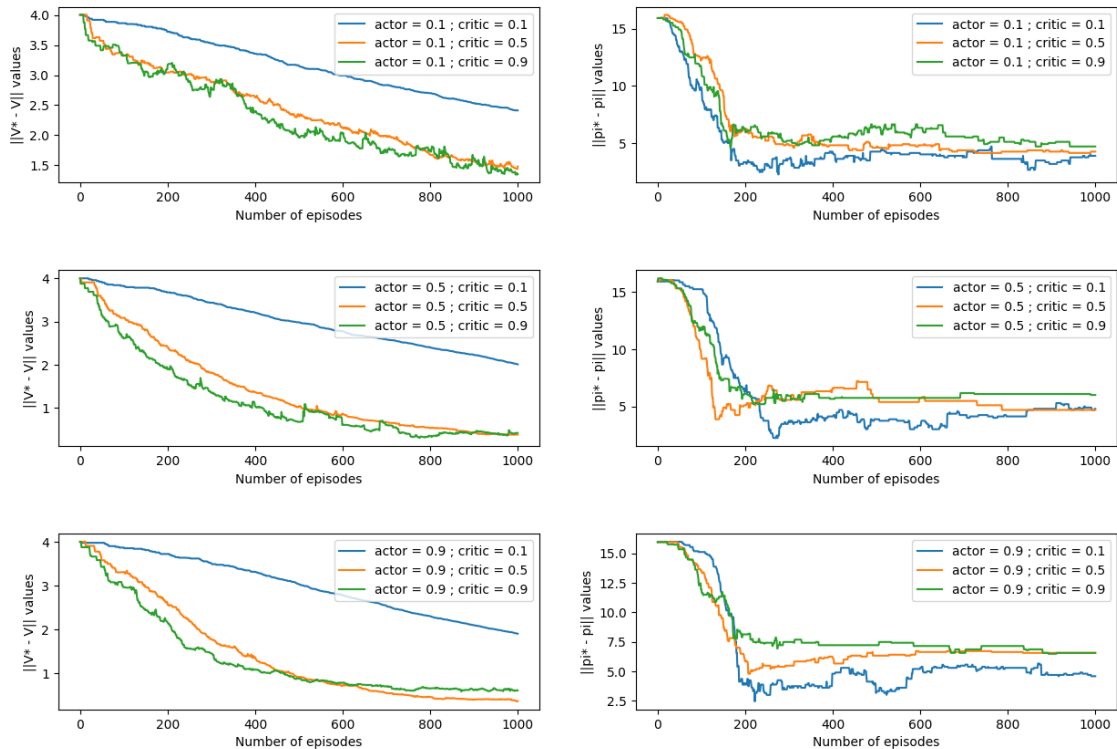 ||V* - V|| values
4.0
3.5
3.0
2.5
2.0
1.5
actor = 0.1 ; critic = 0.1
actor = 0.1 ; critic = 0.5
actor = 0.1 ; critic = 0.9
0 200 400 600 800 1000
Number of episodes
||pi* - pi|| values
15
10
5
actor = 0.1 ; critic = 0.1
actor = 0.1 ; critic = 0.5
actor = 0.1 ; critic = 0.9
0 200 400 600 800 1000
Number of episodes
||V* - V|| values
4
3
2
1
actor = 0.5 ; critic = 0.1
actor = 0.5 ; critic = 0.5
actor = 0.5 ; critic = 0.9
0 200 400 600 800 1000
Number of episodes
||pi* - pi|| values
15
10
5
actor = 0.5 ; critic = 0.1
actor = 0.5 ; critic = 0.5
actor = 0.5 ; critic = 0.9
0 200 400 600 800 1000
Number of episodes
||V* - V|| values
4
3
2
1
actor = 0.9 ; critic = 0.1
actor = 0.9 ; critic = 0.5
actor = 0.9 ; critic = 0.9
0 200 400 600 800 1000
Number of episodes
||pi* - pi|| values
15.0
12.5
10.0
7.5
5.0
2.5
actor = 0.9 ; critic = 0.1
actor = 0.9 ; critic = 0.5
actor = 0.9 ; critic = 0.9
0 200 400 600 800 1000
Number of episodes